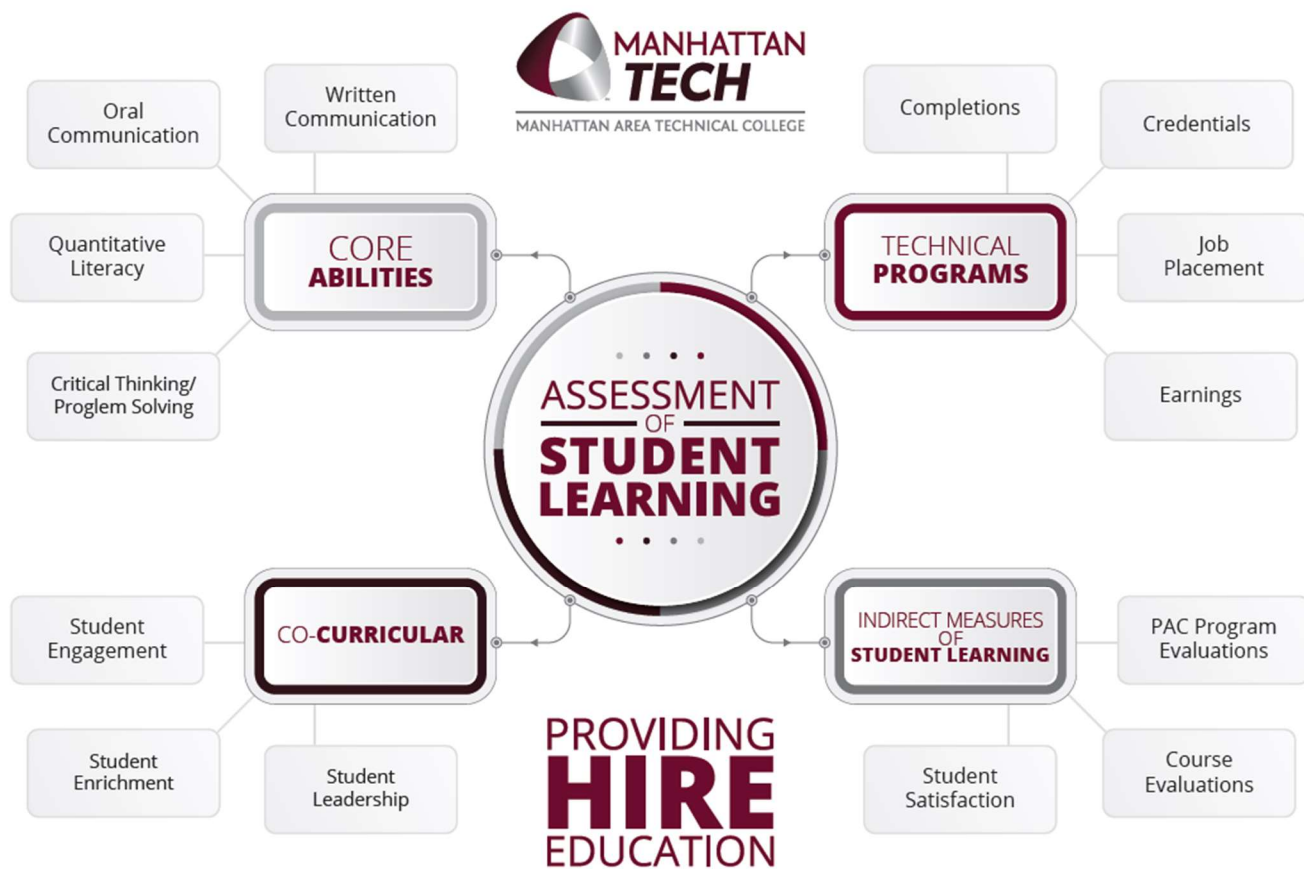 MANHATTAN
TECH
MANHATTAN AREA TECHNICAL COLLEGE
Oral
Communication
Written
Communication
Quantitative
Literacy
Critical Thinking/
Proglem Solving
CORE
ABILITIES
Completions
Credentials
Job
Placement
Earnings
TECHNICAL
PROGRAMS
ASSESSMENT
OF
STUDENT
LEARNING
CO-CURRICULAR
Student
Engagement
Student
Enrichment
Student
Leadership
INDIRECT MEASURES
OF
STUDENT LEARNING
PAC Program
Evaluations
Course
Evaluations
Student
Satisfaction
PROVIDING
HIRE
EDUCATION